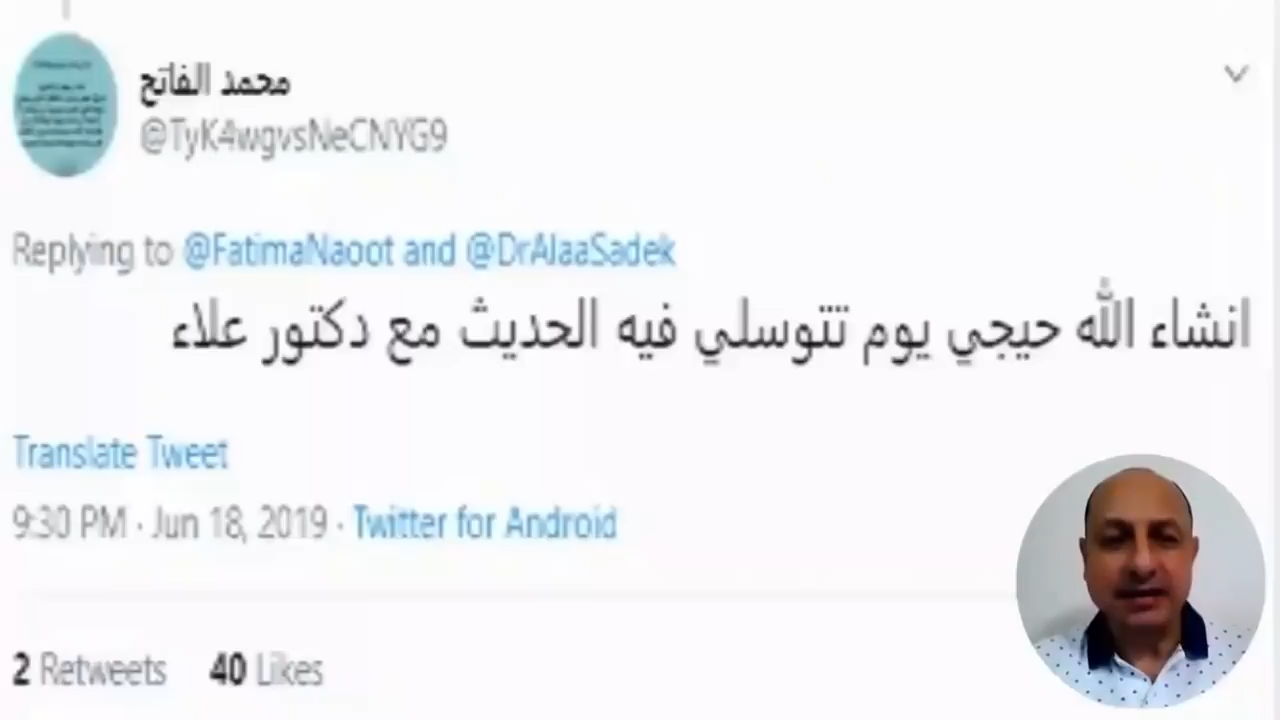 محمد الفاتح
@TyK4wgvsNeCNYG9
Replying to @FatimaNaoot and @DrAlaaSadek
انشاء الله حيجي يوم تتوسلي فيه الحديث مع دكتور علاء
Translate Tweet
9:30 PM · Jun 18, 2019 · Twitter for Android
2 Retweets 40 Likes